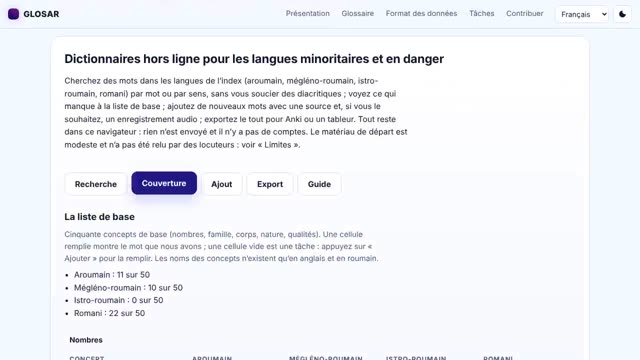 GLOSAR
Présentation
Glossaire
Format des données
Tâches
Contribuer
Français
Dictionnaires hors ligne pour les langues minoritaires et en danger
Cherchez des mots dans les langues de l'index (aroumain, mégléno-roumain, istro-
roumain, romani) par mot ou par sens, sans vous soucier des diacritiques ; voyez ce qui
manque à la liste de base ; ajoutez de nouveaux mots avec une source et, si vous le
souhaitez, un enregistrement audio ; exportez le tout pour Anki ou un tableur. Tout reste
dans ce navigateur : rien n'est envoyé et il n'y a pas de comptes. Le matériau de départ est
modeste et n'a pas été relu par des locuteurs : voir « Limites ».
Recherche
Couverture
Ajout
Export
Guide
La liste de base
Cinquante concepts de base (nombres, famille, corps, nature, qualités). Une cellule
remplie montre le mot que nous avons ; une cellule vide est une tâche : appuyez sur «
Ajouter » pour la remplir. Les noms des concepts n'existent qu'en anglais et en roumain.
• Aroumain : 11 sur 50
• Mégléno-roumain : 10 sur 50
• Istro-roumain : 0 sur 50
• Romani : 22 sur 50
Nombres
CONCEPT AROUMAIN MÉGLÉNO-ROUMAIN ISTRO-ROUMAIN ROMANI